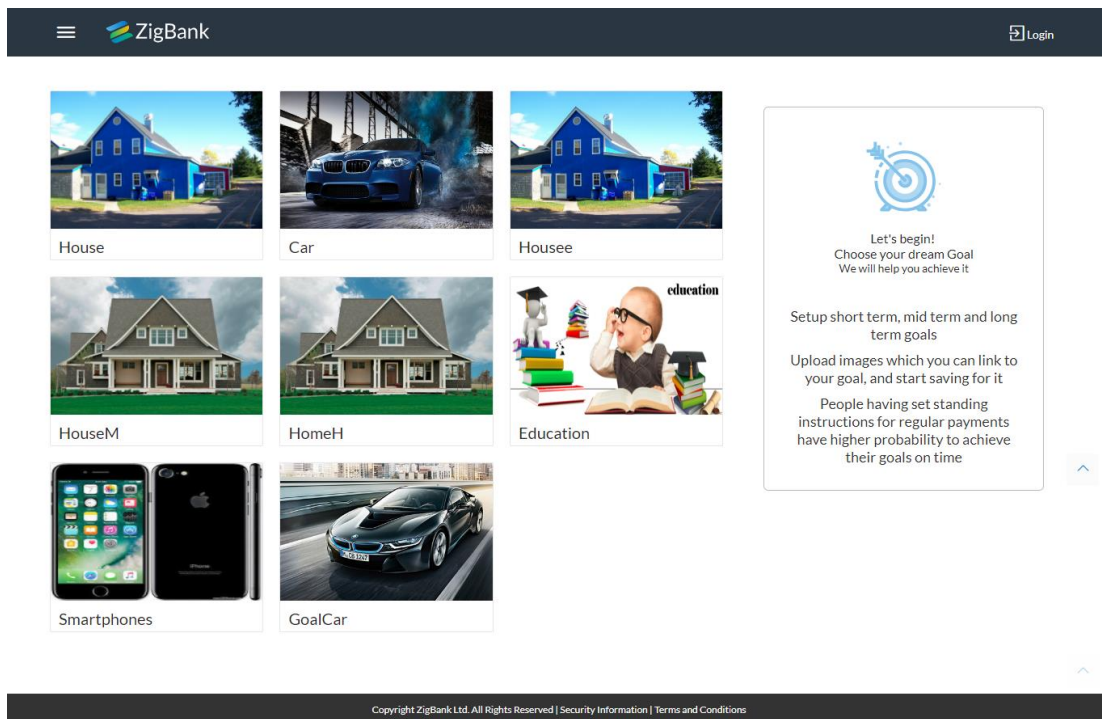 ZigBank
Login
House
Car
Housee
HouseM
HomeH
education
Education
Smartphones
GoalCar
Let's begin!
Choose your dream Goal
We will help you achieve it
Setup short term, mid term and long
term goals
Upload images which you can link to
your goal, and start saving for it
People having set standing
instructions for regular payments
have higher probability to achieve
their goals on time
Copyright ZigBank Ltd. All Rights Reserved | Security Information | Terms and Conditions